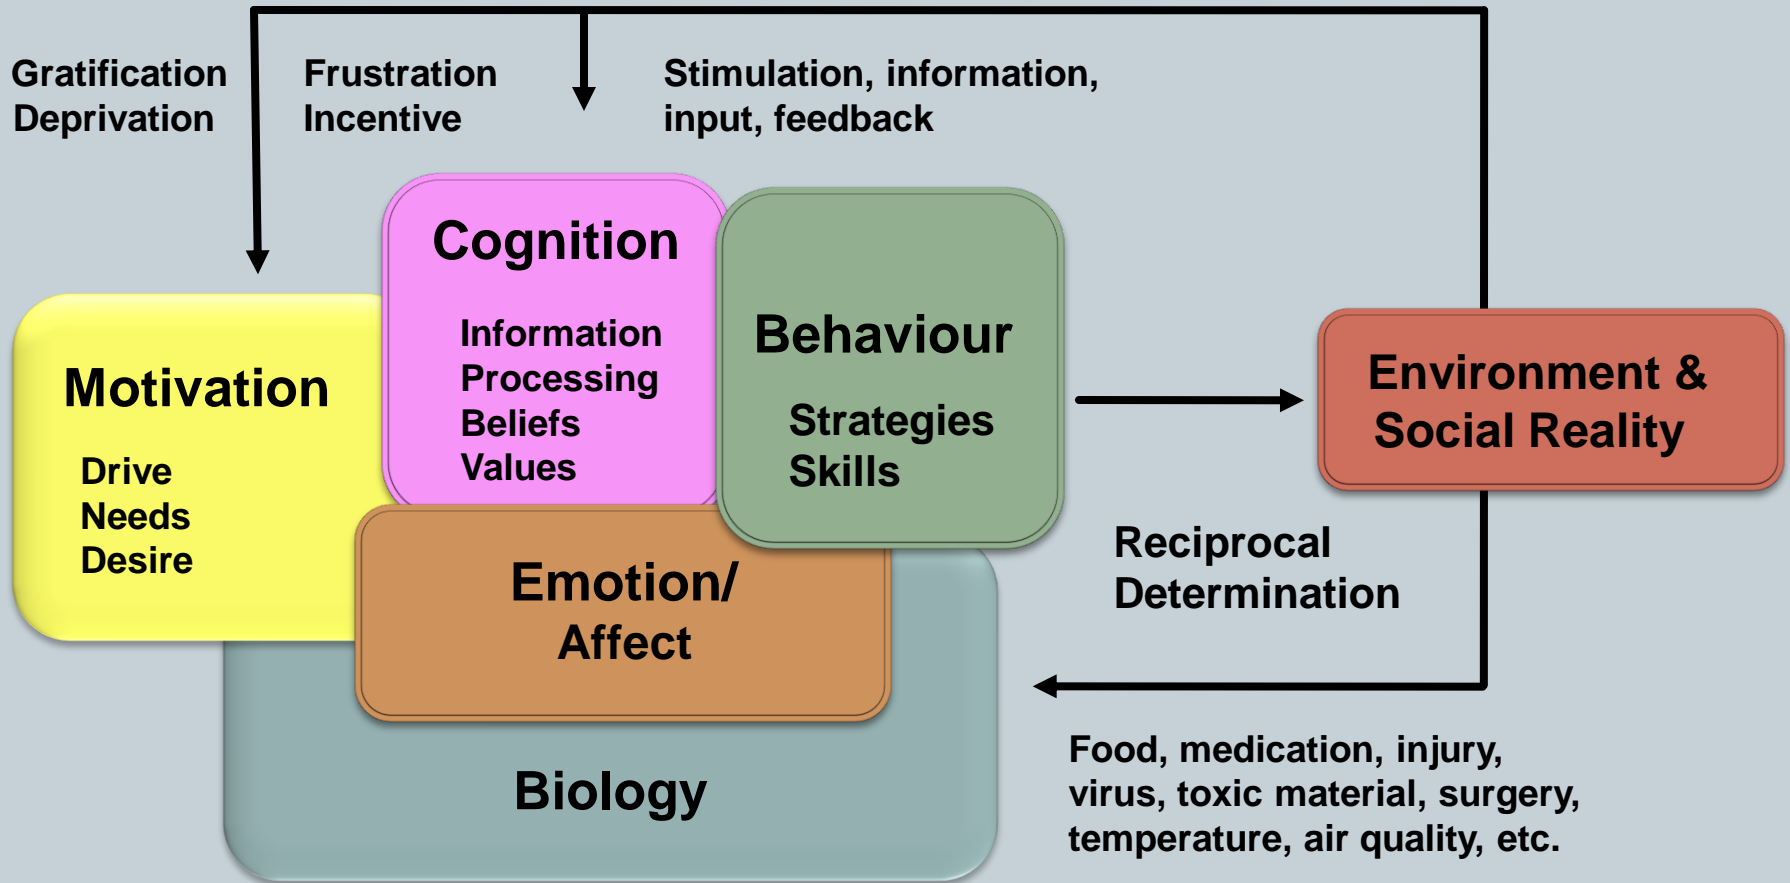 Gratification
Deprivation
Frustration
Incentive
Stimulation, information,
input, feedback
Motivation
Drive
Needs
Desire
Cognition
Information
Processing
Beliefs
Values
Behaviour
Strategies
Skills
Environment &
Social Reality
Emotion/
Affect
Reciprocal
Determination
Biology
Food, medication, injury,
virus, toxic material, surgery,
temperature, air quality, etc.